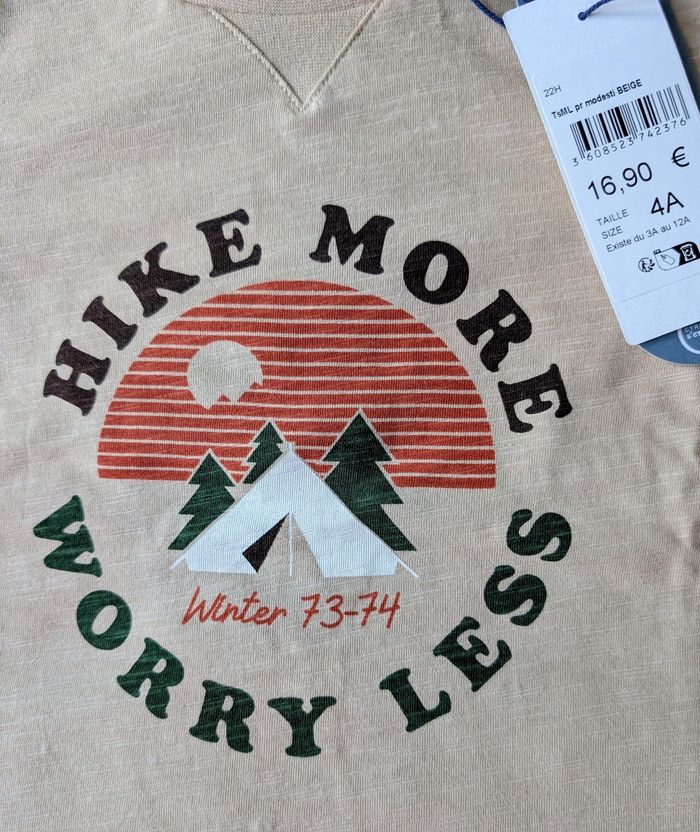 HIKE MORE
WORRY LESS
Winter 73-74
22H
TsML pr modesti BEIGE
3 608523 742376
16,90 €
TAILLE
SIZE
4A
Existe du 3A au 12A